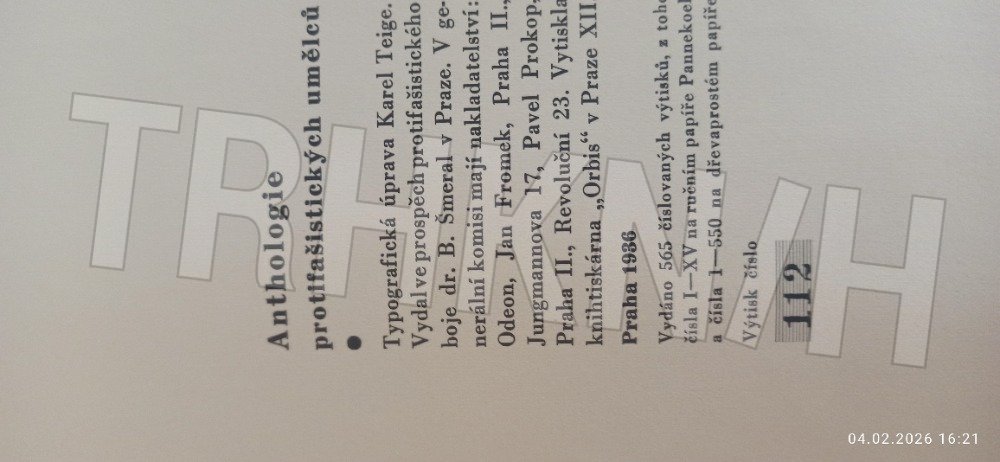 Anthologie
protifašistických umělců
●
Typografická úprava Karel Teige.
Vydal ve prospěch protifašistického
boje dr. B. Šmeral v Praze. V ge-
nerální komisi mají nakladatelství:
Odeon, Jan Fromek, Praha II.,
Jungmannova 17, Pavel Prokop,
Praha II., Revoluční 23. Vytiskla
knihtiskárna „Orbis“ v Praze XII
Praha 1936
Vydáno 565 číslovaných výtisků, z toho
čísla I—XV na ručním papíře Pannekoek
a čísla 1—550 na dřevaprostém papíře
Výtisk číslo
112
TRH KNIH
04.02.2026 16:21